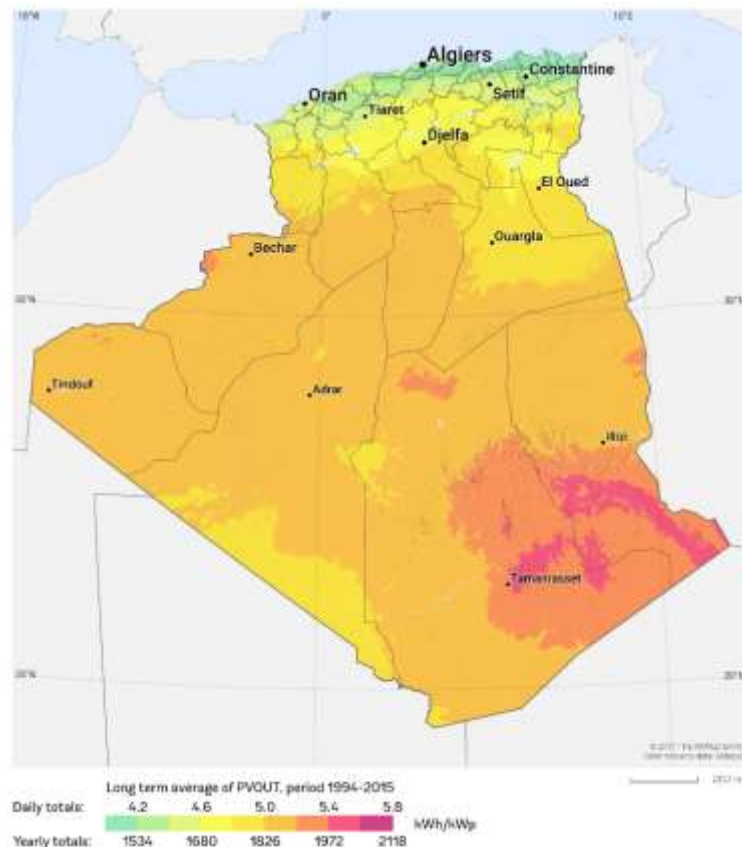 0°
Algiers
Constantine
Oran
Setif
Tiaret
Djelfa
El Oued
Ouargla
Bechar
Tindouf
Adrar
Illizi
Tamanrasset
Long term average of PVOUT, period 1994-2015
Daily totals: 4.2 4.6 5.0 5.4 5.8
kWh/kWp
Yearly totals: 1534 1680 1826 1972 2118